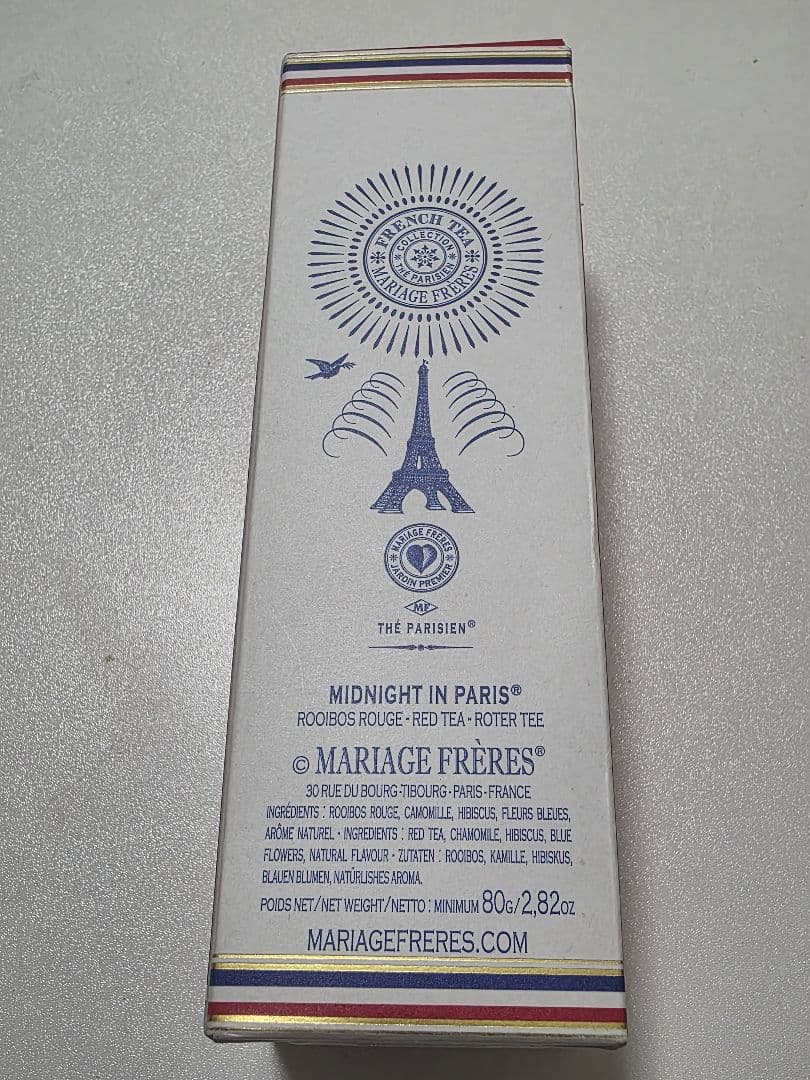 FRENCH TEA
COLLECTION
THÉ PARISIEN
MARIAGE FRÈRES
MARIAGE FRÈRES
JARDIN PREMIER
MF
THÉ PARISIEN®
MIDNIGHT IN PARIS®
ROOIBOS ROUGE - RED TEA - ROTER TEE
© MARIAGE FRÈRES®
30 RUE DU BOURG-TIBOURG - PARIS - FRANCE
INGRÉDIENTS : ROOIBOS ROUGE, CAMOMILLE, HIBISCUS, FLEURS BLEUES,
ARÔME NATUREL - INGREDIENTS : RED TEA, CHAMOMILE, HIBISCUS, BLUE
FLOWERS, NATURAL FLAVOUR - ZUTATEN : ROOIBOS, KAMILLE, HIBISKUS,
BLAUEN BLUMEN, NATÜRLISHES AROMA.
POIDS NET/NET WEIGHT/NETTO : MINIMUM 80G/2,82OZ
MARIAGEFRERES.COM